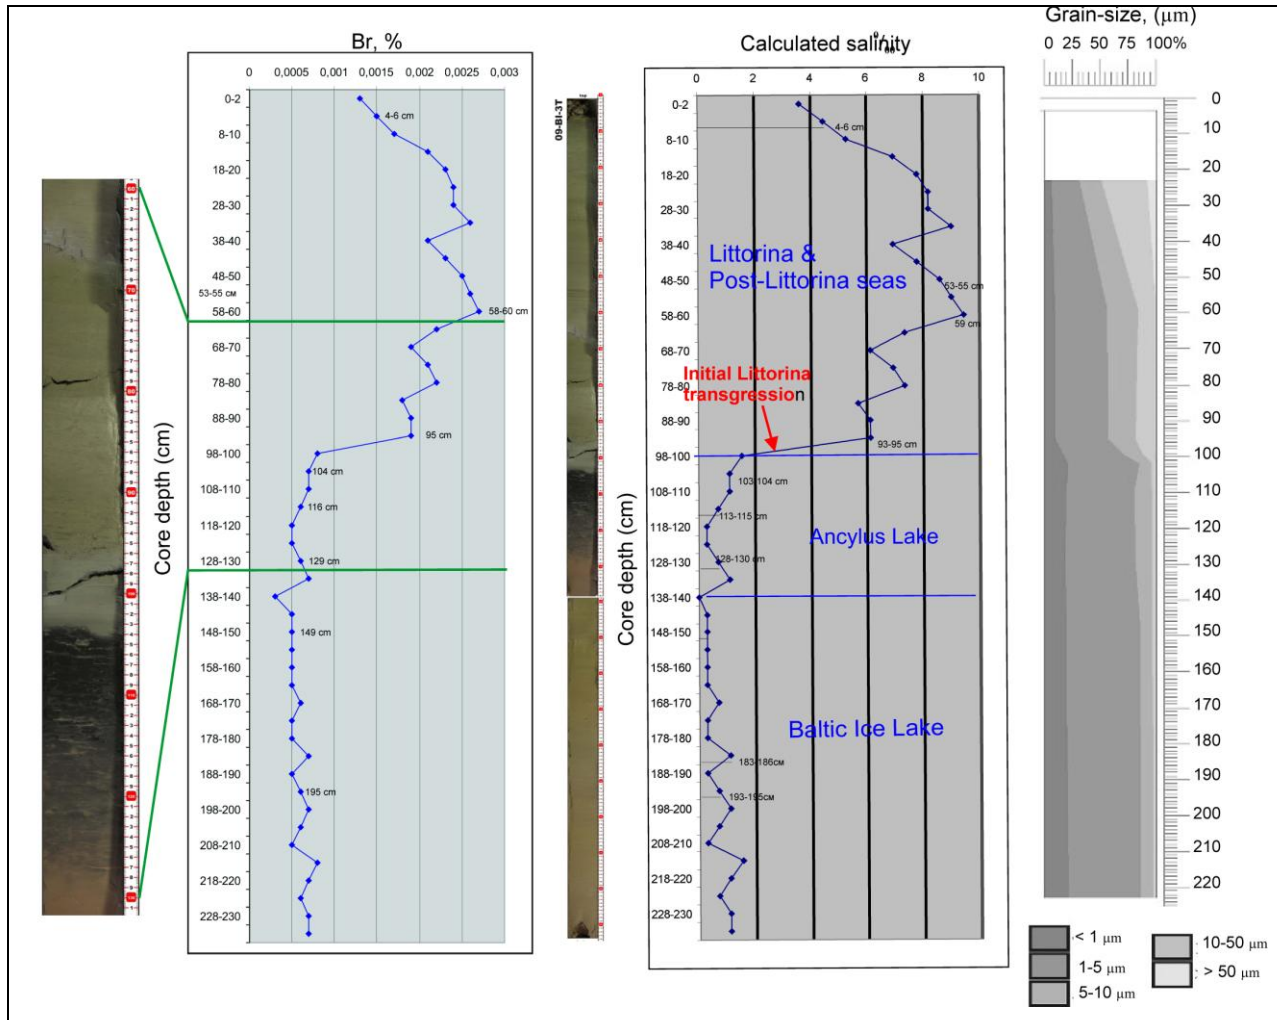 Br, %
0
0,0005
0,001
0,0015
0,002
0,0025
0,003
0-2
8-10
18-20
28-30
38-40
48-50
53-55 см
58-60
68-70
78-80
88-90
98-100
108-110
118-120
128-130
138-140
148-150
158-160
168-170
178-180
188-190
198-200
208-210
218-220
228-230
4-6 cm
58-60 cm
95 cm
104 cm
116 cm
129 cm
149 cm
195 cm
Core depth (cm)
09-BI-3T
Calculated salinity
0
2
4
6
8
10
0-2
8-10
18-20
28-30
38-40
48-50
58-60
68-70
78-80
88-90
98-100
108-110
118-120
128-130
138-140
148-150
158-160
168-170
178-180
188-190
198-200
208-210
218-220
228-230
4-6 cm
53-55 cm
59 cm
93-95 cm
103-104 cm
113-115 cm
128-130 cm
183-186см
193-195см
Littorina &
Post-Littorina seas
Initial Littorina
transgression
Ancylus Lake
Baltic Ice Lake
Core depth (cm)
Grain-size, (μm)
0 25 50 75 100%
0
10
20
30
40
50
60
70
80
90
100
110
120
130
140
150
160
170
180
190
200
210
220
< 1 μm
1-5 μm
5-10 μm
10-50 μm
> 50 μm